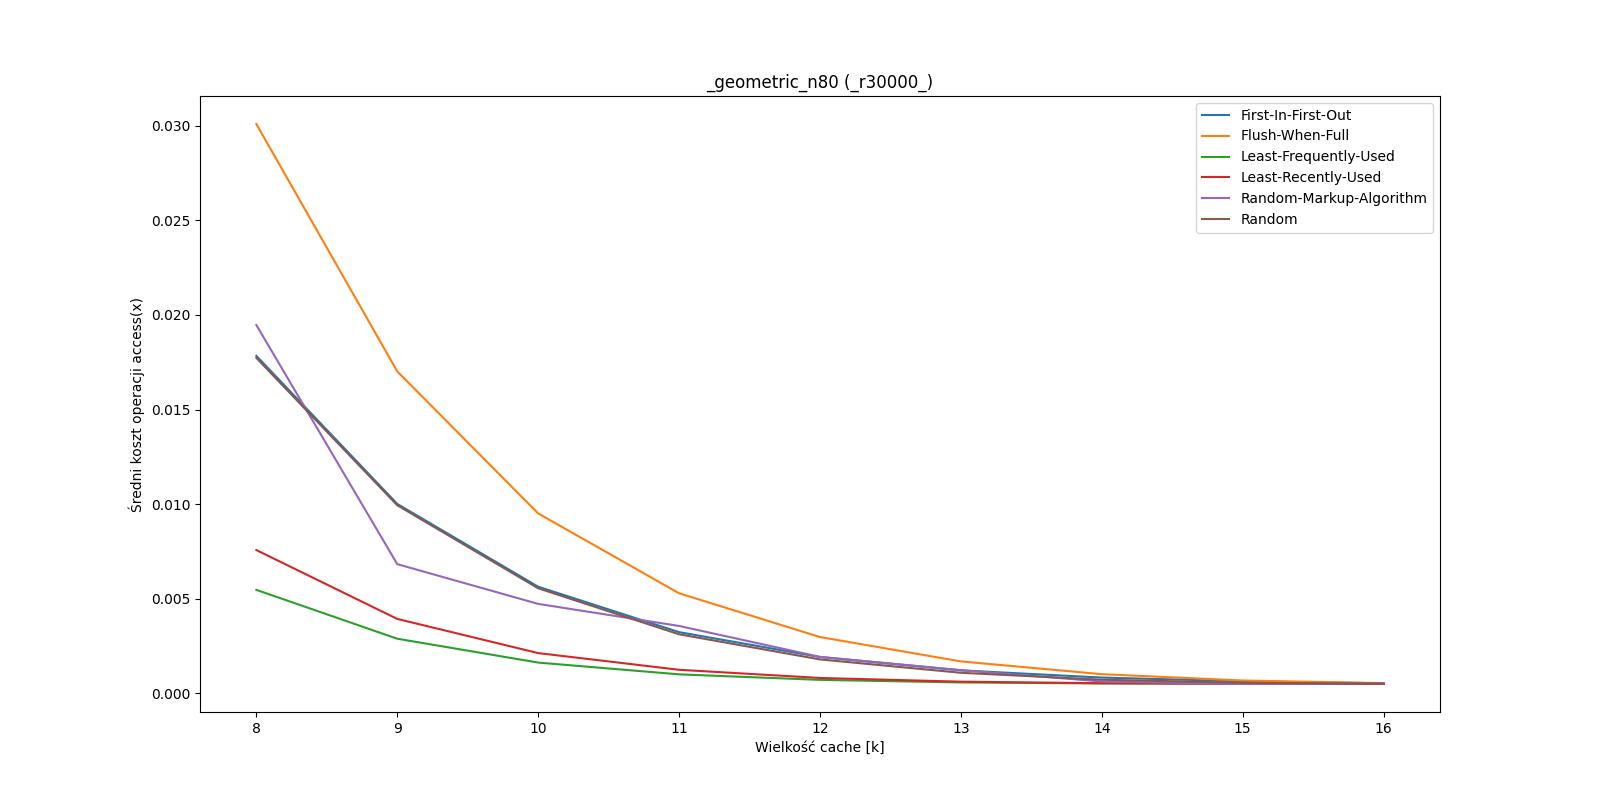 _geometric_n80 (_r30000_)
0.030
0.025
0.020
0.015
0.010
0.005
0.000
Średni koszt operacji access(x)
First-In-First-Out
Flush-When-Full
Least-Frequently-Used
Least-Recently-Used
Random-Markup-Algorithm
Random
8 9 10 11 12 13 14 15 16
Wielkość cache [k]